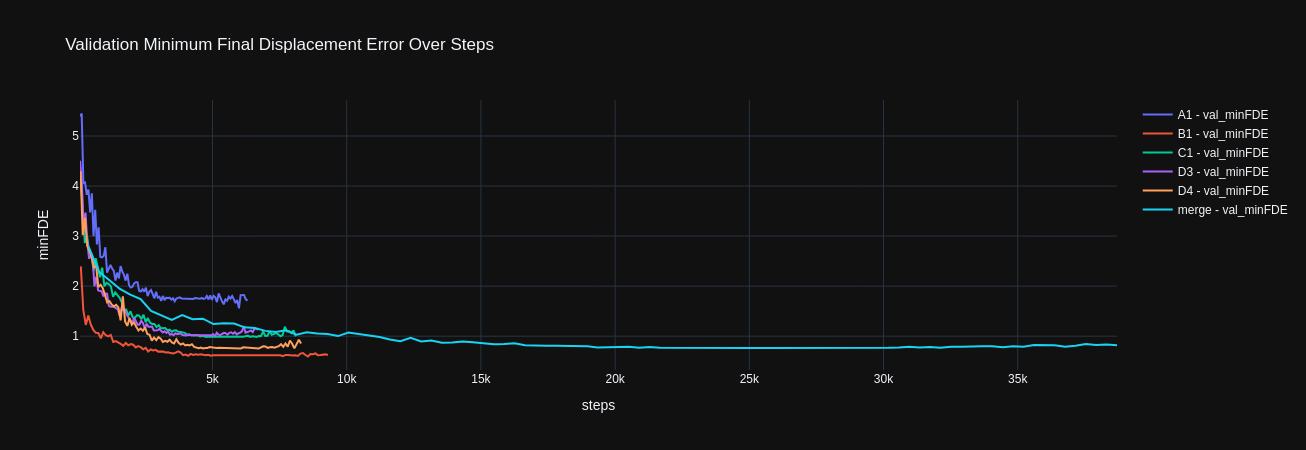 Validation Minimum Final Displacement Error Over Steps
A1 - val_minFDE
B1 - val_minFDE
C1 - val_minFDE
D3 - val_minFDE
D4 - val_minFDE
merge - val_minFDE
minFDE
5
4
3
2
1
5k 10k 15k 20k 25k 30k 35k
steps